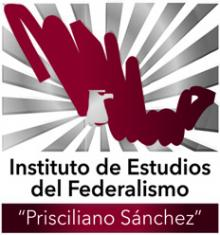 Instituto de Estudios
del Federalismo
"Prisciliano Sánchez"